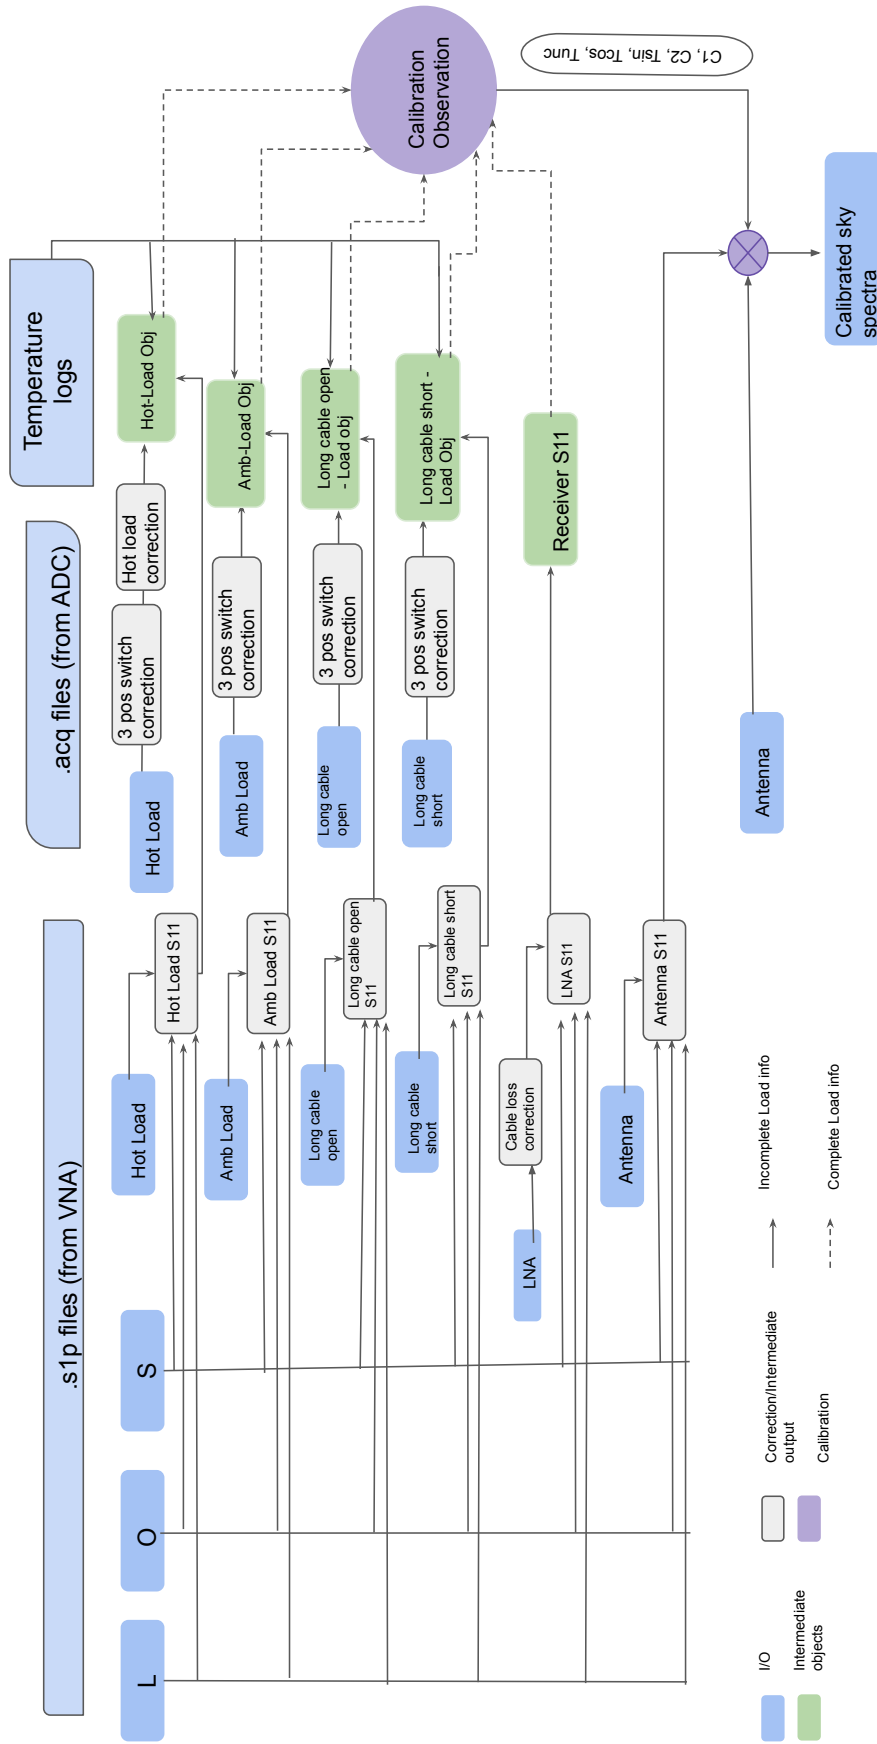 .s1p files (from VNA)
.acq files (from ADC)
Temperature
logs
L
O
S
Hot Load
Hot Load S11
Hot Load
3 pos switch
correction
Hot load
correction
Hot-Load Obj
Amb Load
Amb Load S11
Amb Load
3 pos switch
correction
Amb-Load Obj
Long cable
open
Long cable open
S11
Long cable
open
3 pos switch
correction
Long cable open
- Load obj
Long cable
short
Long cable short
S11
Long cable
short
3 pos switch
correction
Long cable short -
Load Obj
LNA
Cable loss
correction
LNA S11
Receiver S11
Antenna
Antenna S11
Antenna
Calibration
Observation
C1, C2, Tsin, Tcos, Tunc
Calibrated sky
spectra
I/O
Intermediate
objects
Correction/Intermediate
output
Calibration
Incomplete Load info
Complete Load info